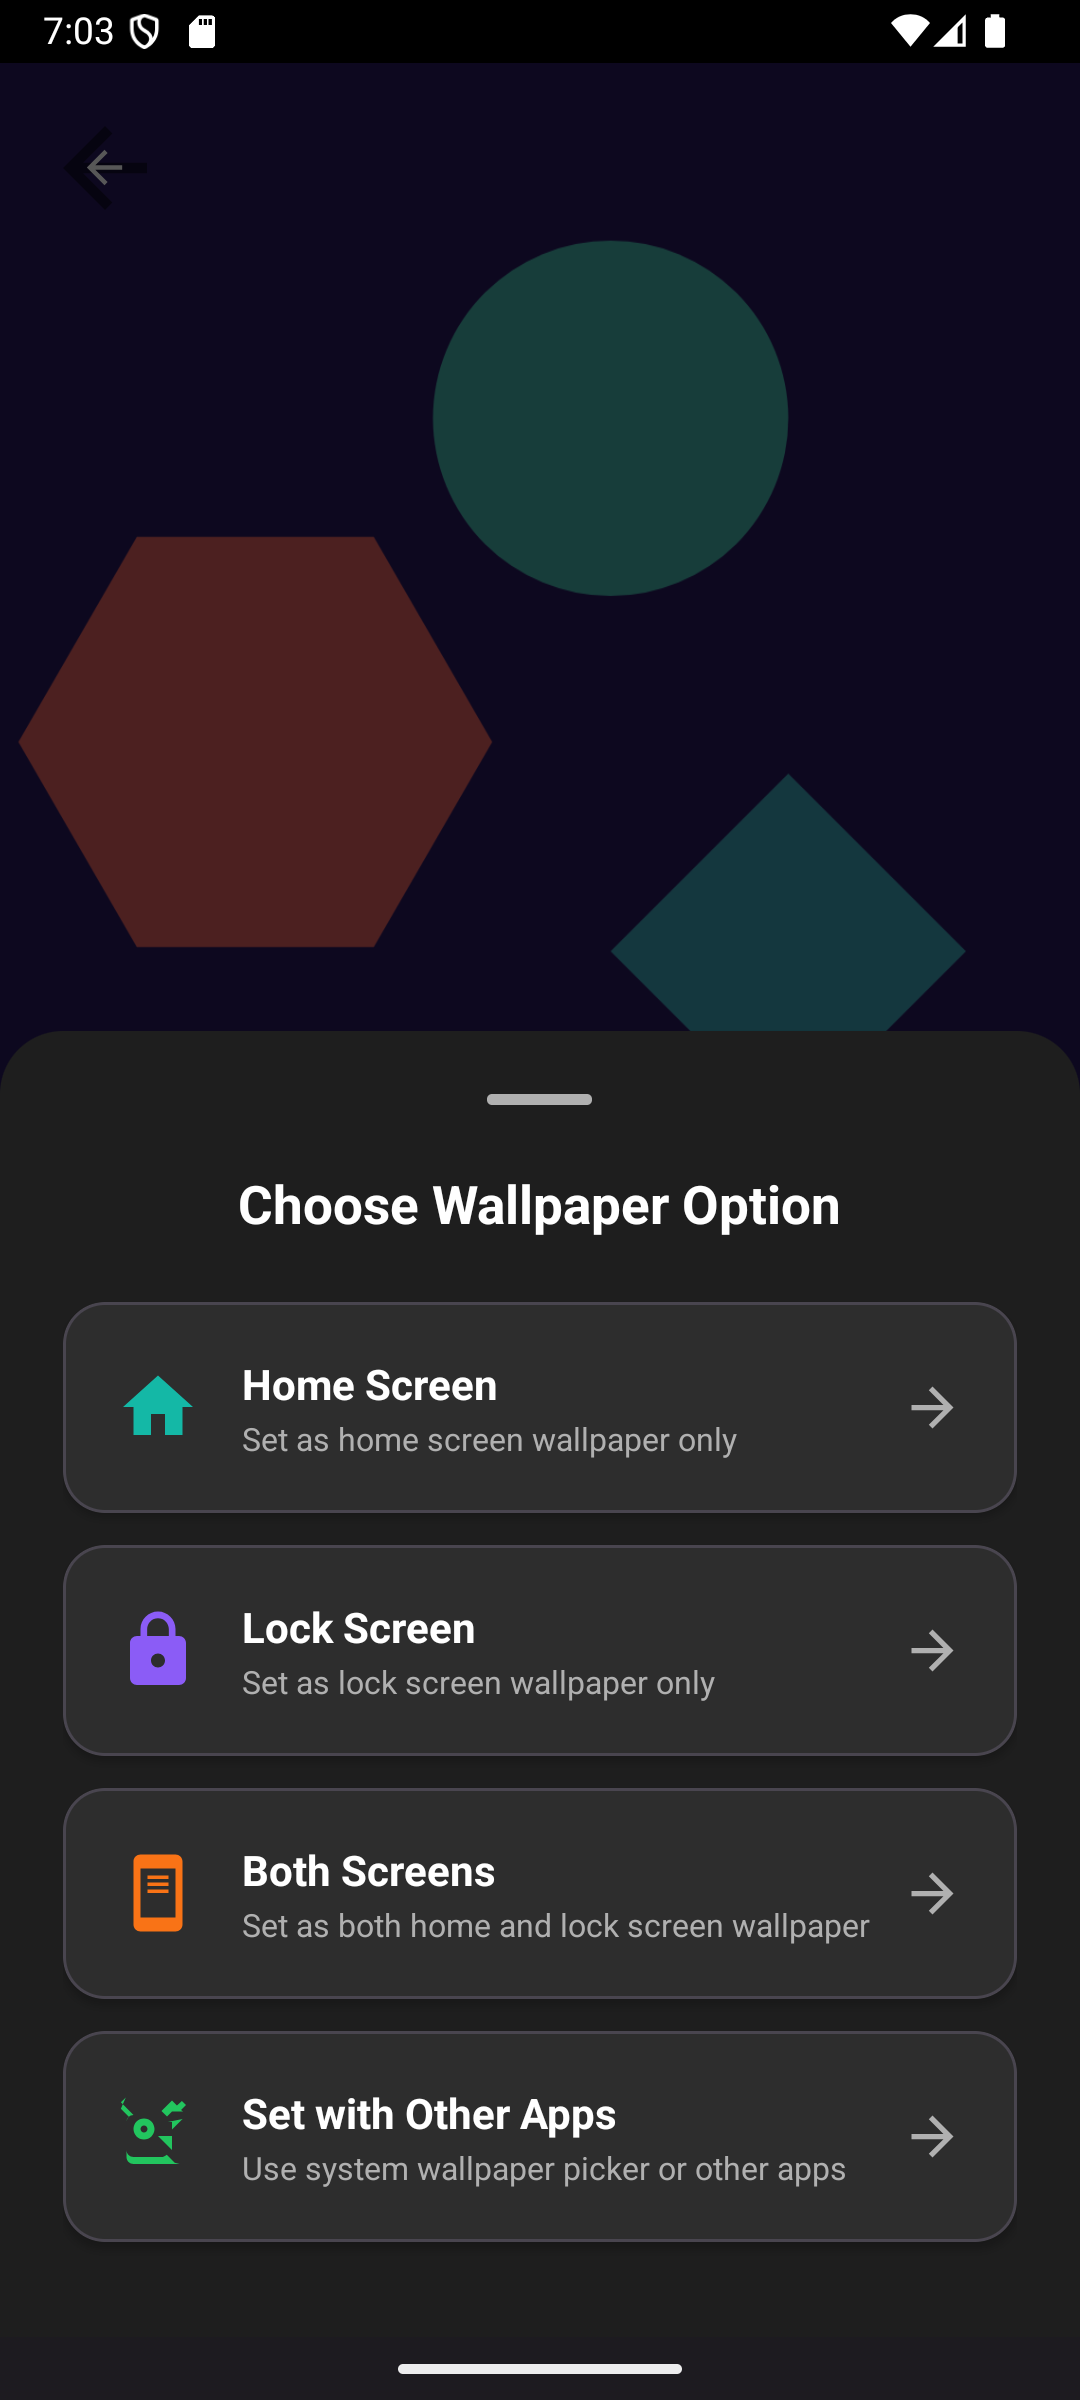 7:03
Choose Wallpaper Option
Home Screen
Set as home screen wallpaper only
Lock Screen
Set as lock screen wallpaper only
Both Screens
Set as both home and lock screen wallpaper
Set with Other Apps
Use system wallpaper picker or other apps